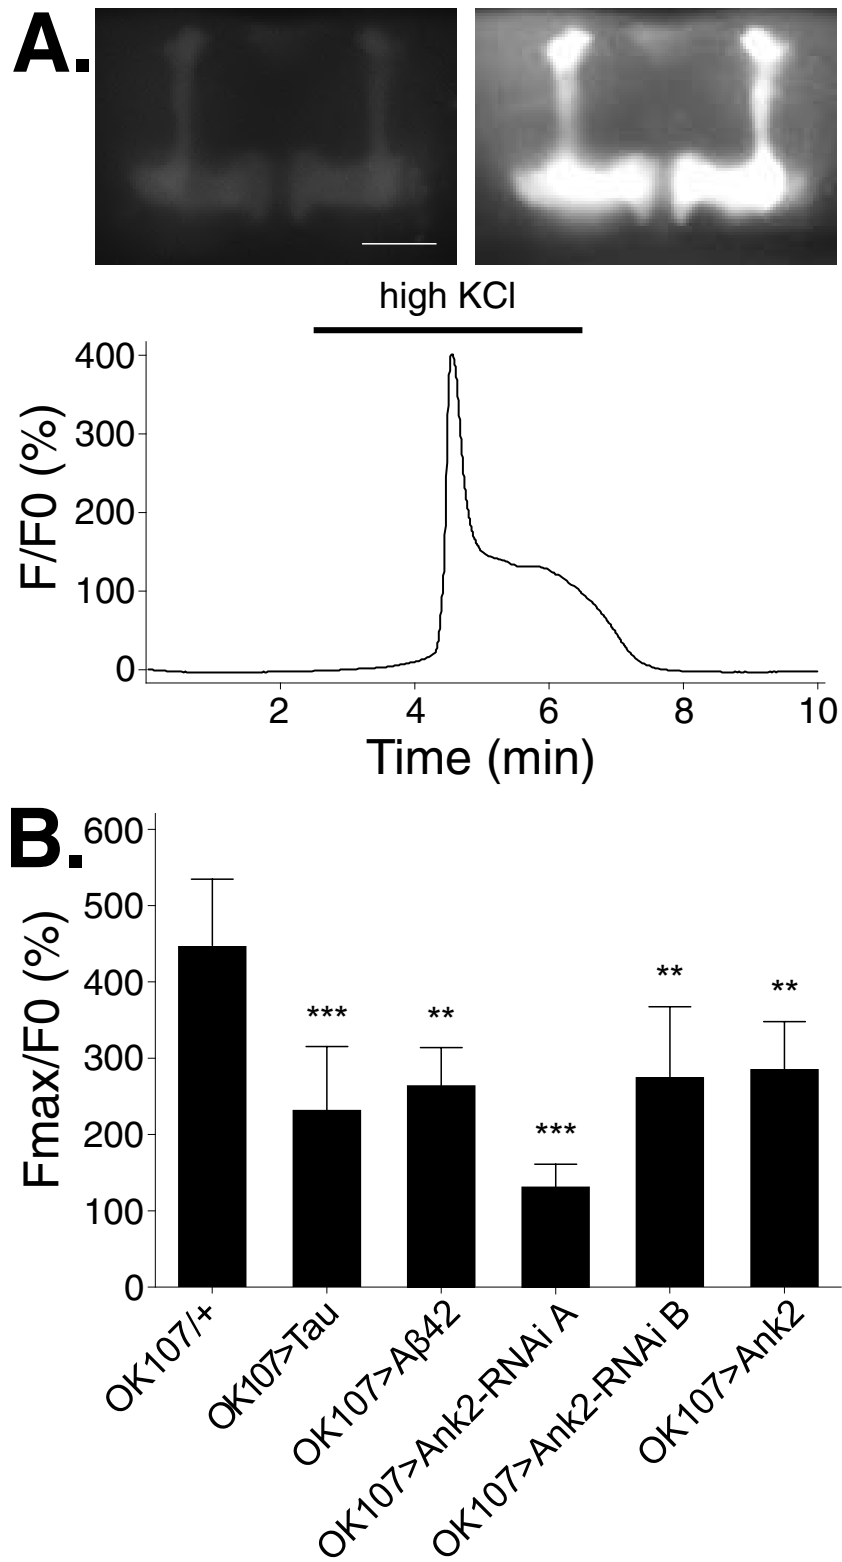 A.
high KCl
400
300
200
100
0
F/F0 (%)
2 4 6 8 10
Time (min)
B.
600
500
400
300
200
100
0
Fmax/F0 (%)
***
**
***
**
**
OK107/+
OK107>Tau
OK107>Aβ42
OK107>Ank2-RNAi A
OK107>Ank2-RNAi B
OK107>Ank2